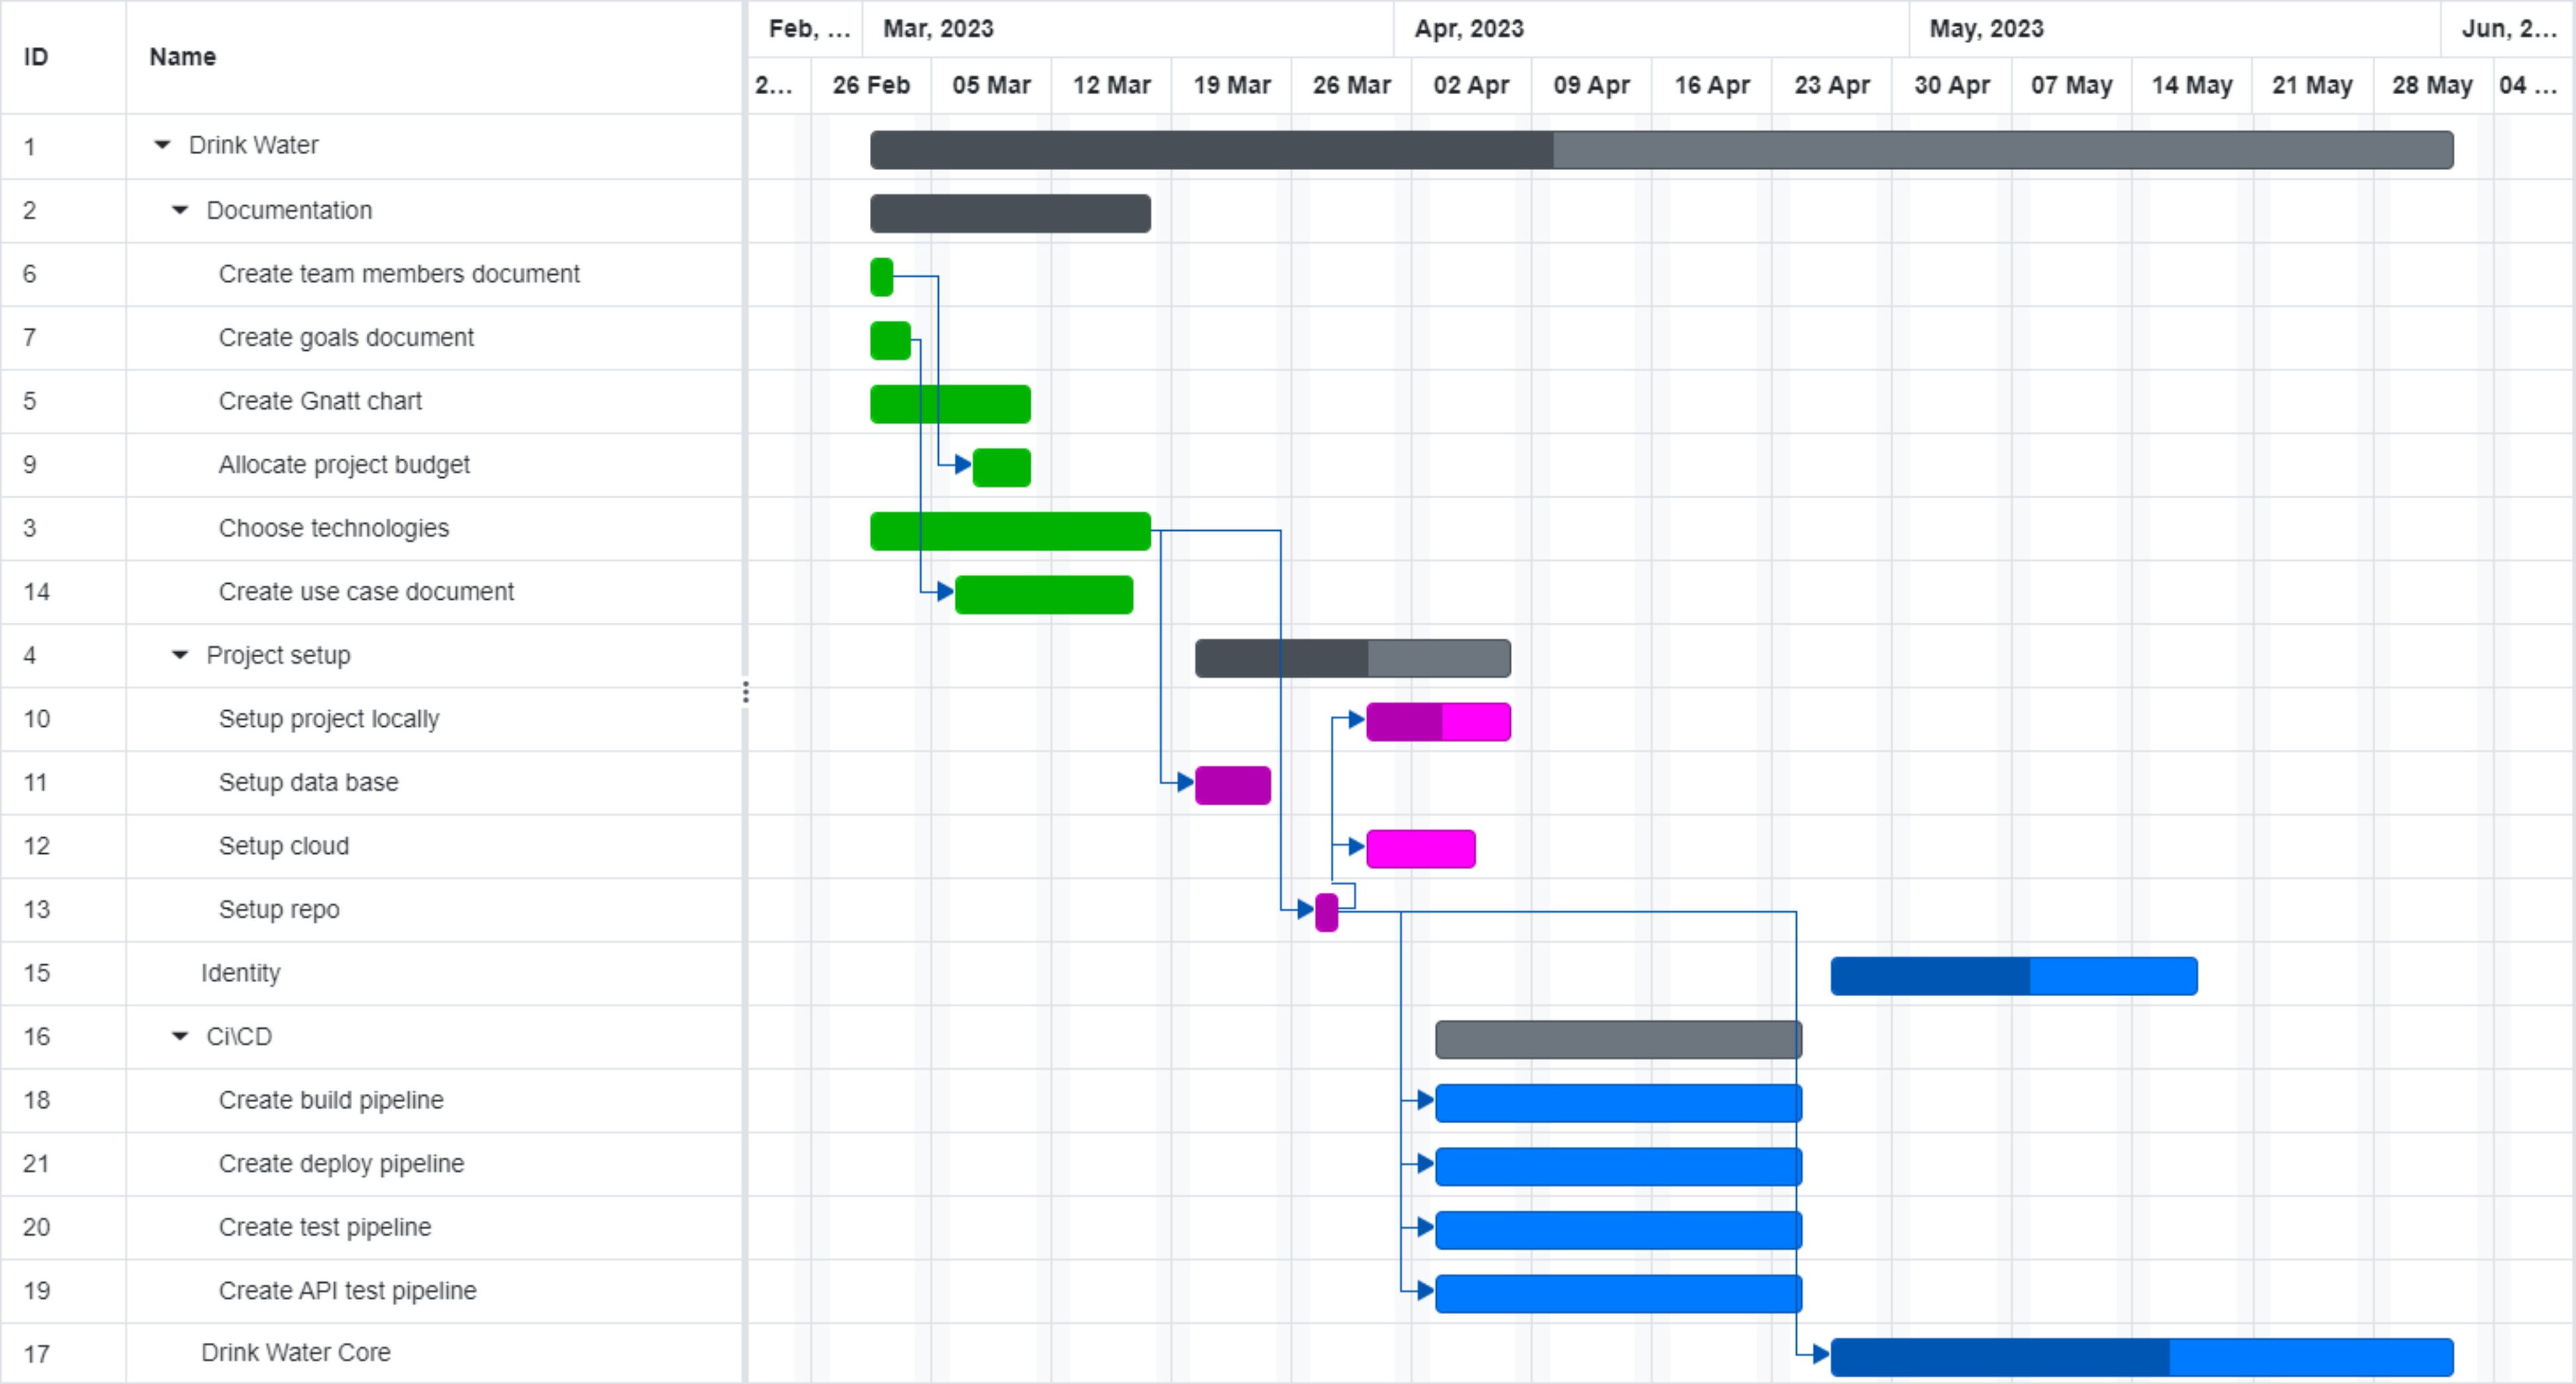 ID Name
Feb, ... Mar, 2023 Apr, 2023 May, 2023 Jun, 2...
2... 26 Feb 05 Mar 12 Mar 19 Mar 26 Mar 02 Apr 09 Apr 16 Apr 23 Apr 30 Apr 07 May 14 May 21 May 28 May 04 ...
1 Drink Water
2 Documentation
6 Create team members document
7 Create goals document
5 Create Gnatt chart
9 Allocate project budget
3 Choose technologies
14 Create use case document
4 Project setup
10 Setup project locally
11 Setup data base
12 Setup cloud
13 Setup repo
15 Identity
16 Ci\CD
18 Create build pipeline
21 Create deploy pipeline
20 Create test pipeline
19 Create API test pipeline
17 Drink Water Core